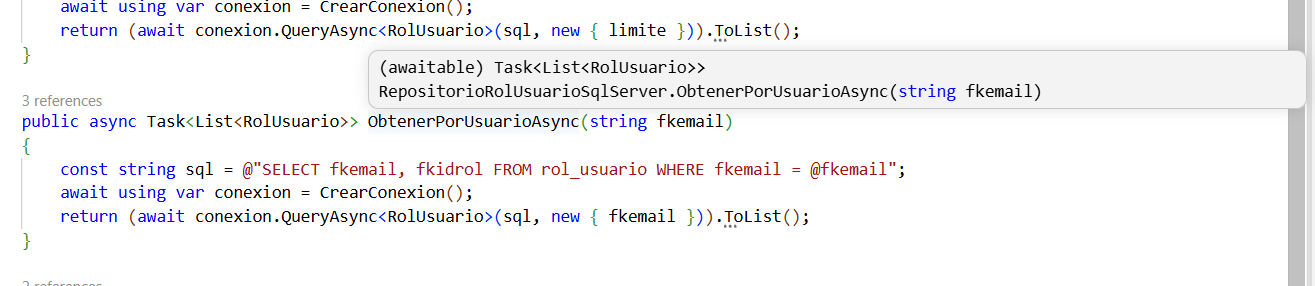 await using var conexion = CrearConexion();
return (await conexion.QueryAsync<RolUsuario>(sql, new { limite })).ToList();
}
(awaitable) Task<List<RolUsuario>>
RepositorioRolUsuarioSqlServer.ObtenerPorUsuarioAsync(string fkemail)
3 references
public async Task<List<RolUsuario>> ObtenerPorUsuarioAsync(string fkemail)
{
const string sql = @"SELECT fkemail, fkidrol FROM rol_usuario WHERE fkemail = @fkemail";
await using var conexion = CrearConexion();
return (await conexion.QueryAsync<RolUsuario>(sql, new { fkemail })).ToList();
}
references